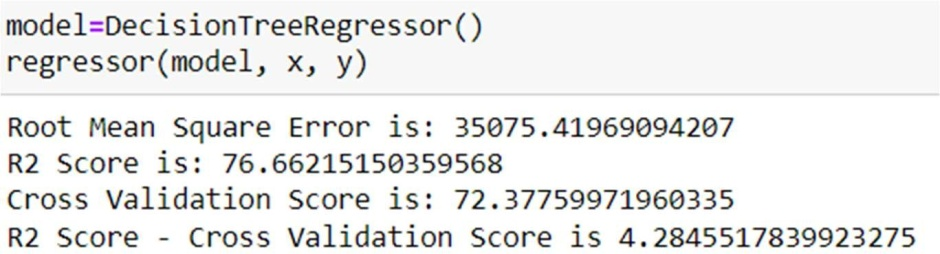 model=DecisionTreeRegressor()
regressor(model, x, y)
Root Mean Square Error is: 35075.41969094207
R2 Score is: 76.66215150359568
Cross Validation Score is: 72.37759971960335
R2 Score - Cross Validation Score is 4.2845517839923275